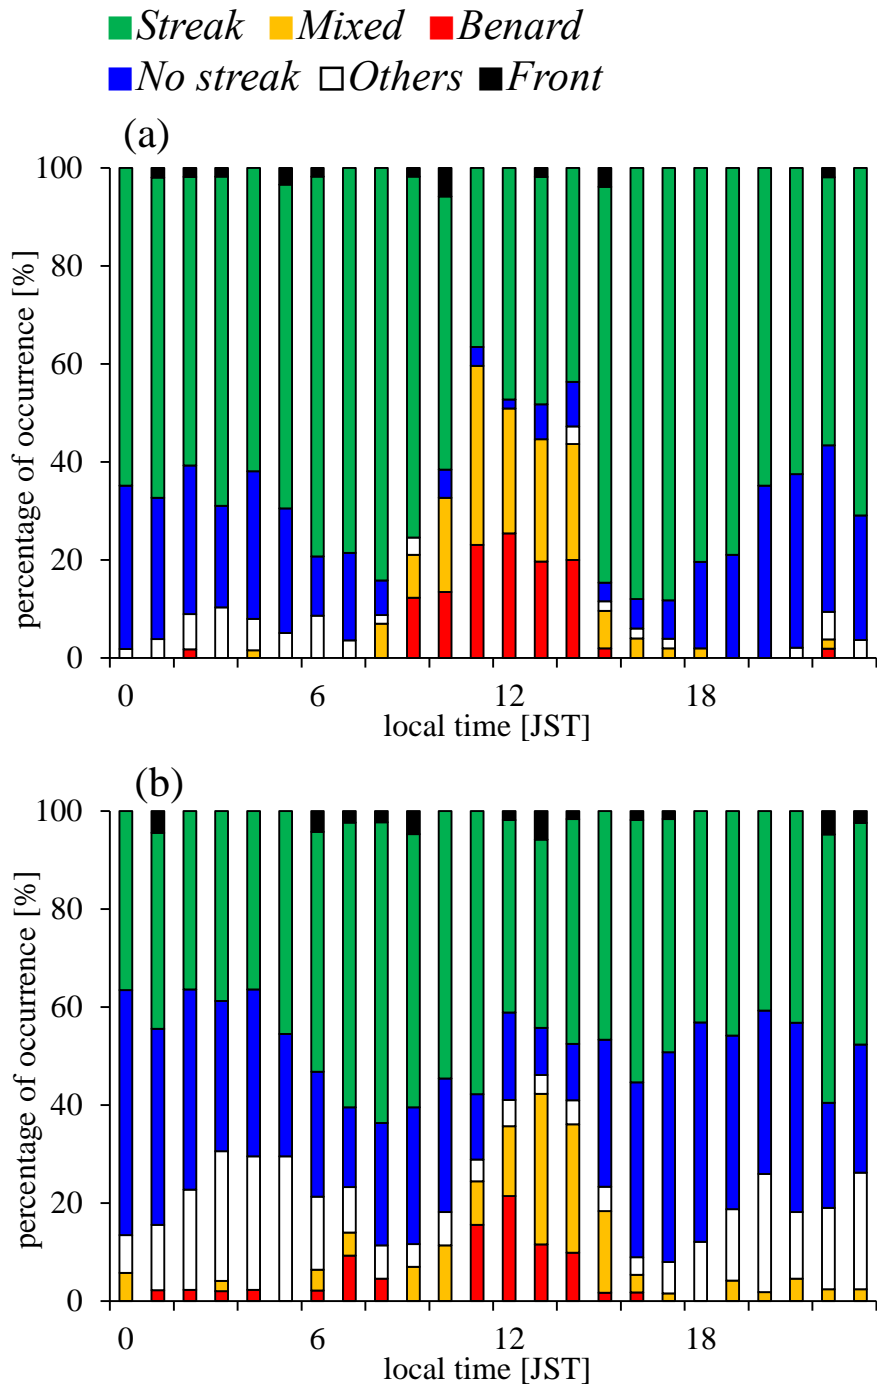 Streak Mixed Benard
No streak Others Front
(a)
100
80
60
40
20
0
percentage of occurrence [%]
0 6 12 18
local time [JST]
(b)
100
80
60
40
20
0
percentage of occurrence [%]
0 6 12 18
local time [JST]